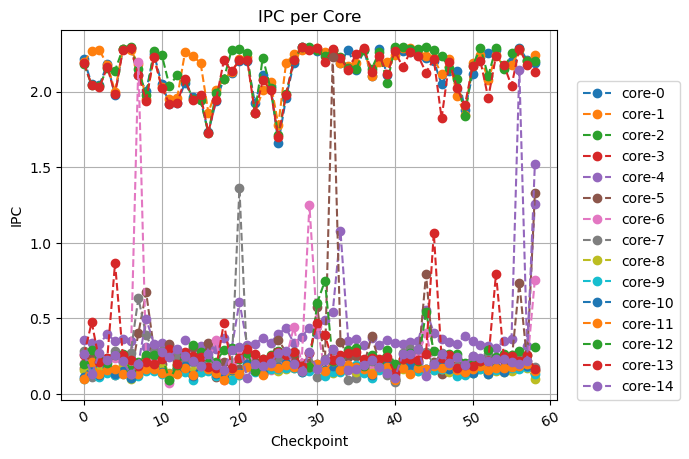 IPC per Core
IPC
2.0
1.5
1.0
0.5
0.0
0
10
20
30
40
50
60
Checkpoint
core-0
core-1
core-2
core-3
core-4
core-5
core-6
core-7
core-8
core-9
core-10
core-11
core-12
core-13
core-14